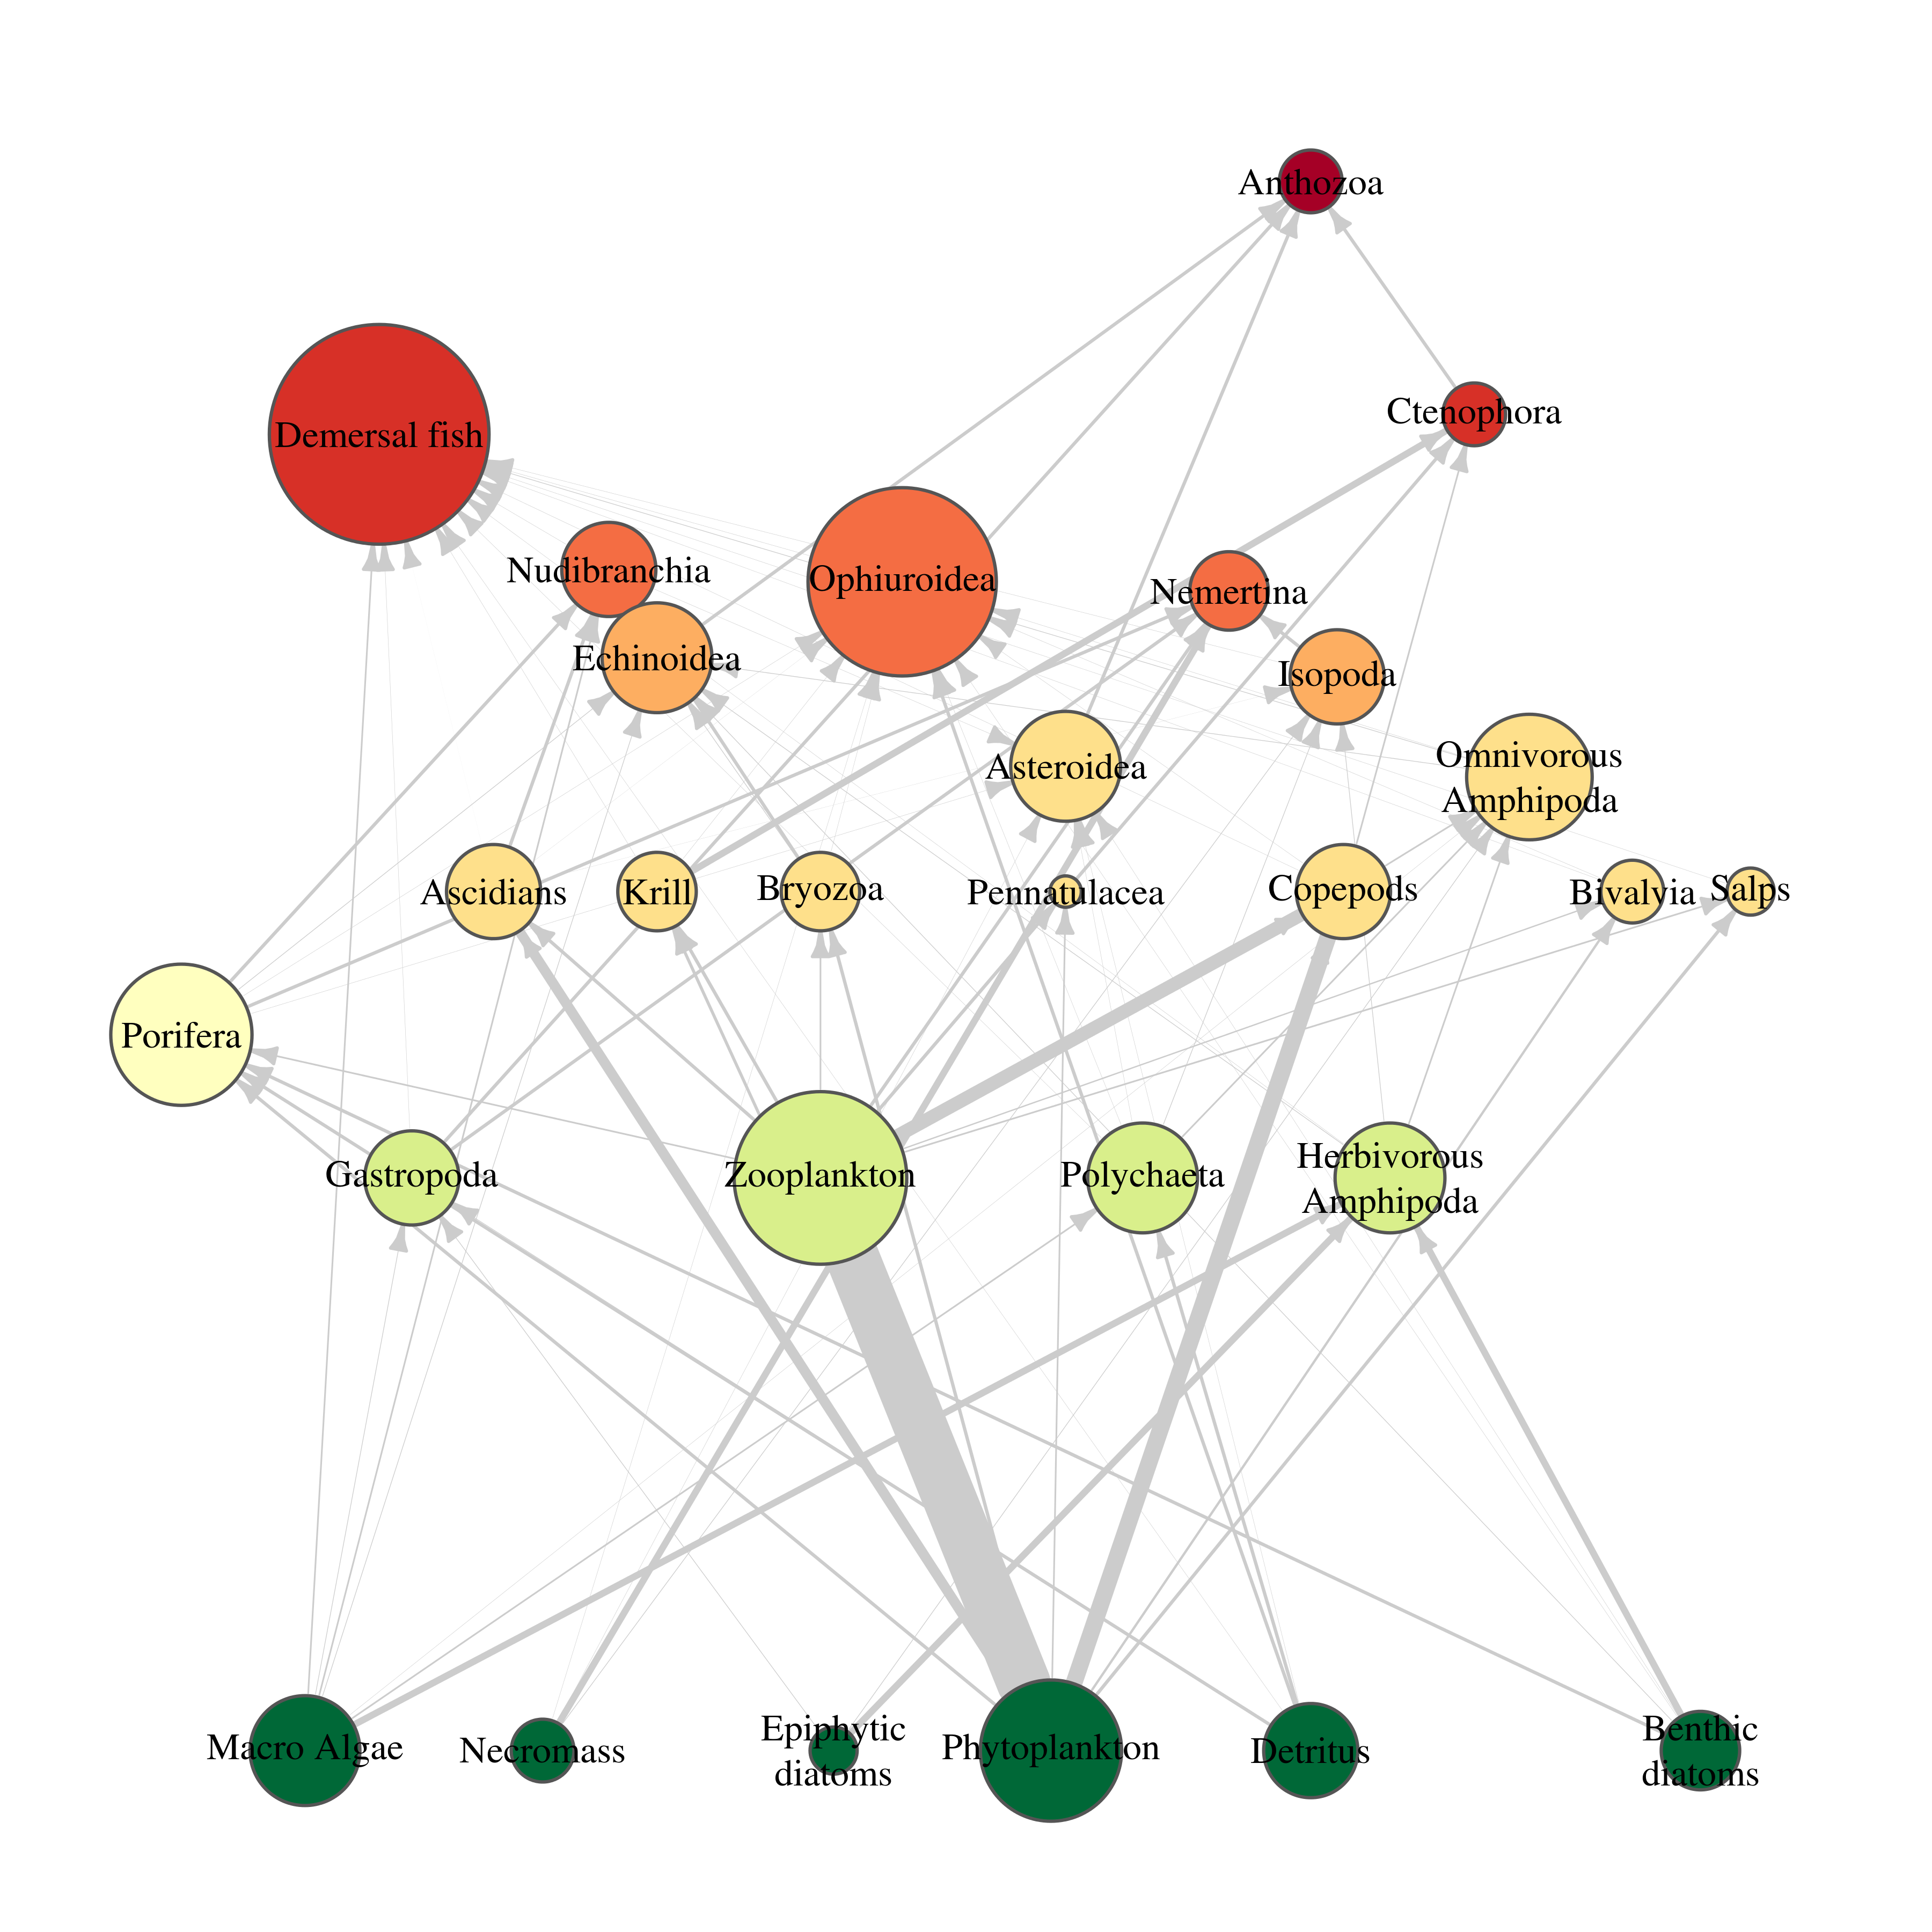 Anthozoa
Ctenophora
Demersal fish
Nudibranchia
Ophiuroidea
Nemertina
Echinoidea
Isopoda
Asteroidea
Omnivorous
Amphipoda
Ascidians
Krill
Bryozoa
Pennatulacea
Copepods
Bivalvia
Salps
Porifera
Gastropoda
Zooplankton
Polychaeta
Herbivorous
Amphipoda
Macro Algae
Necromass
Epiphytic
diatoms
Phytoplankton
Detritus
Benthic
diatoms